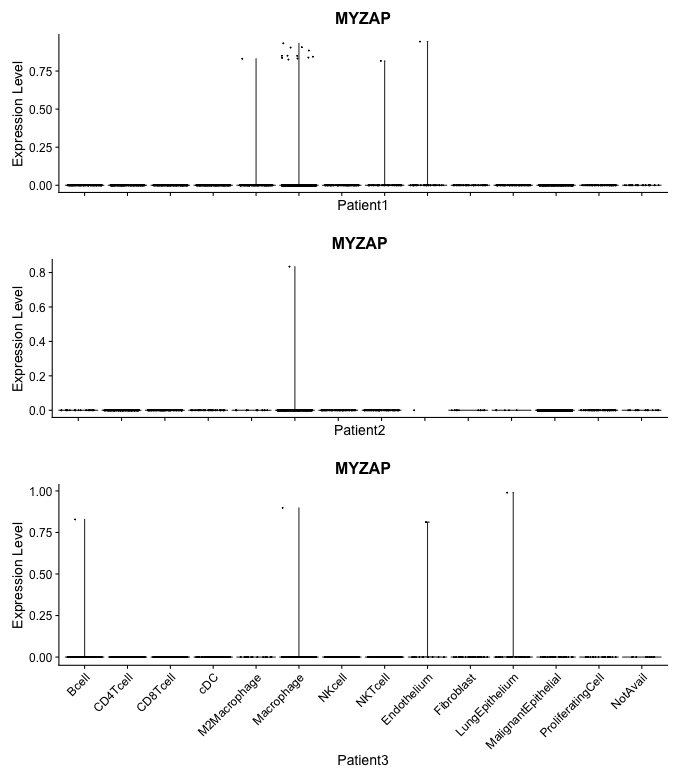 MYZAP
Expression Level
0.75
0.50
0.25
0.00
Patient1
MYZAP
Expression Level
0.8
0.6
0.4
0.2
0.0
Patient2
MYZAP
Expression Level
1.00
0.75
0.50
0.25
0.00
Bcell
CD4Tcell
CD8Tcell
cDC
M2Macrophage
Macrophage
NKcell
NKTcell
Endothelium
Fibroblast
LungEpithelium
MalignantEpithelial
ProliferatingCell
NotAvail
Patient3